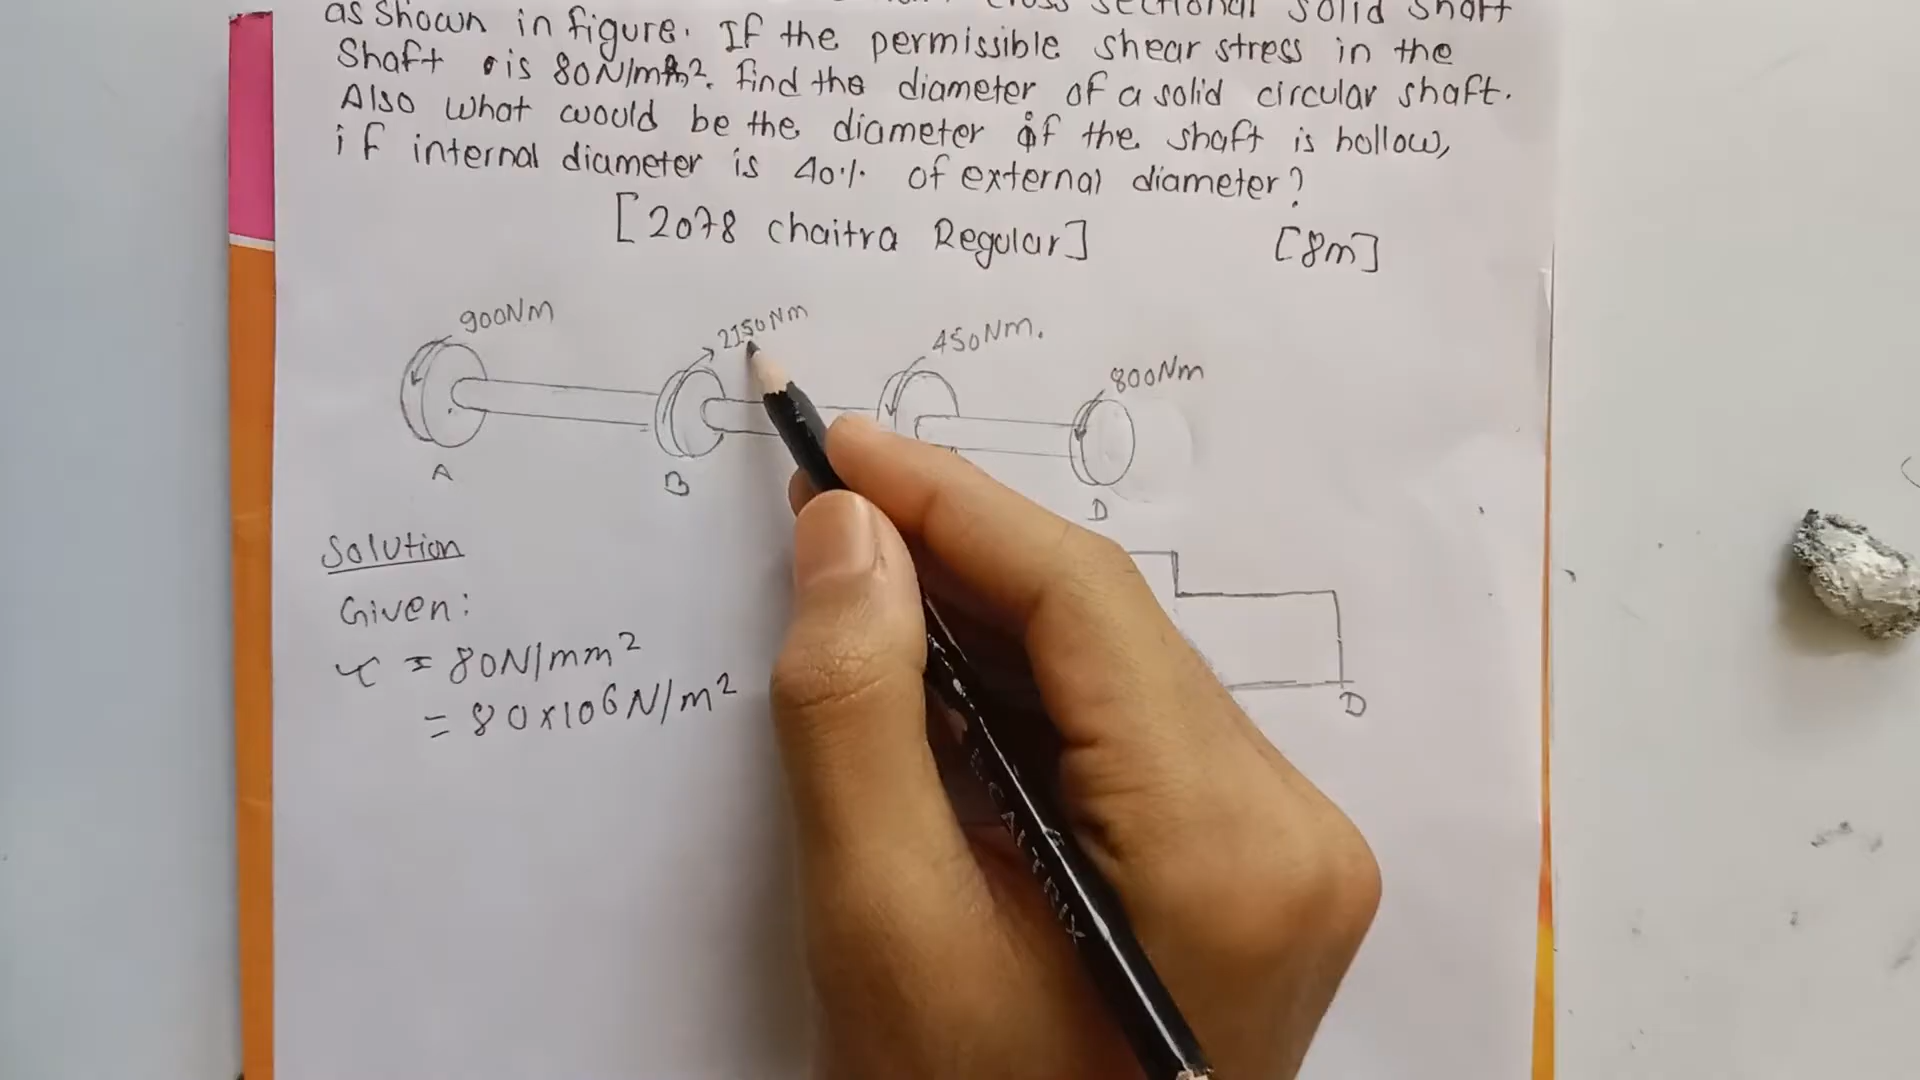 as shown in figure. If the permissible shear stress in the
shaft is 80N/mm². find the diameter of a solid circular shaft.
Also what would be the diameter if the shaft is hollow,
if internal diameter is 40% of external diameter?
[2078 chaitra Regular] [8m]
900Nm
2150Nm
450Nm.
800Nm
A
B
D
Solution
Given:
τ = 80N/mm²
= 80x10⁶N/m²
D